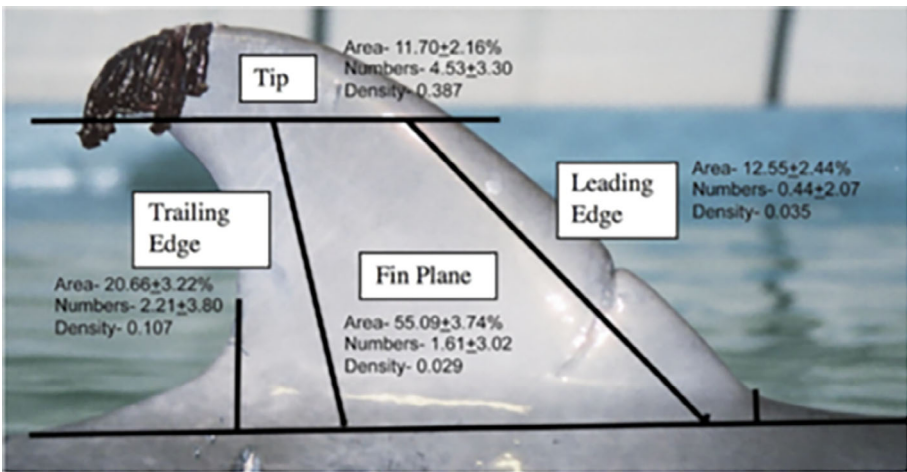 Tip
Area- 11.70±2.16%
Numbers- 4.53±3.30
Density- 0.387
Leading
Edge
Area- 12.55±2.44%
Numbers- 0.44±2.07
Density- 0.035
Trailing
Edge
Area- 20.66±3.22%
Numbers- 2.21±3.80
Density- 0.107
Fin Plane
Area- 55.09±3.74%
Numbers- 1.61±3.02
Density- 0.029